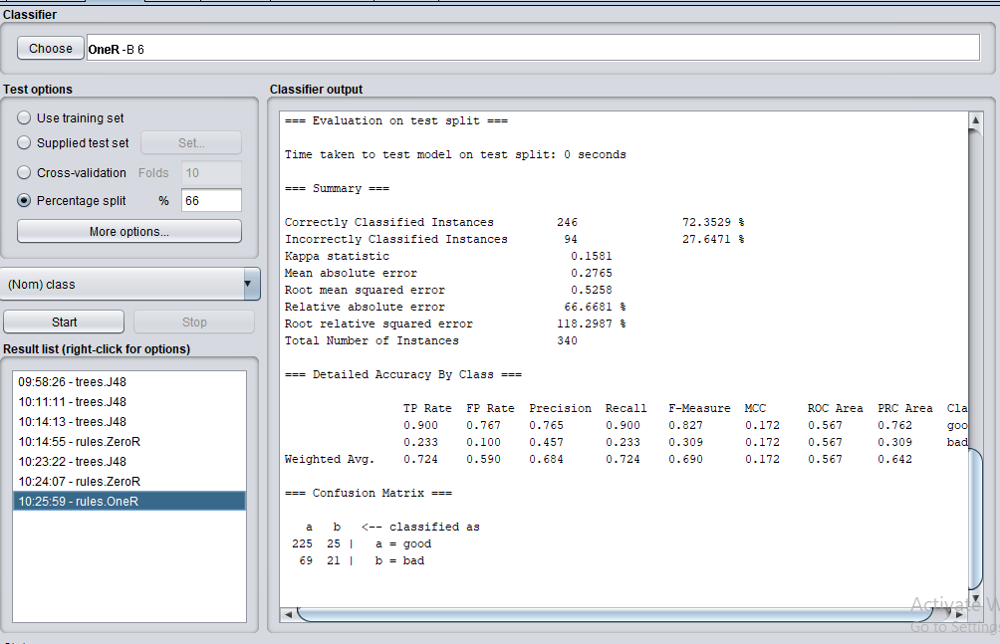 Classifier
Choose OneR -B 6
Test options
Use training set
Supplied test set Set...
Cross-validation Folds 10
Percentage split % 66
More options...
(Nom) class
Start Stop
Result list (right-click for options)
09:58:26 - trees.J48
10:11:11 - trees.J48
10:14:13 - trees.J48
10:14:55 - rules.ZeroR
10:23:22 - trees.J48
10:24:07 - rules.ZeroR
10:25:59 - rules.OneR
Classifier output
=== Evaluation on test split ===
Time taken to test model on test split: 0 seconds
=== Summary ===
Correctly Classified Instances 246 72.3529 %
Incorrectly Classified Instances 94 27.6471 %
Kappa statistic 0.1581
Mean absolute error 0.2765
Root mean squared error 0.5258
Relative absolute error 66.6681 %
Root relative squared error 118.2987 %
Total Number of Instances 340
=== Detailed Accuracy By Class ===
TP Rate FP Rate Precision Recall F-Measure MCC ROC Area PRC Area Cla
0.900 0.767 0.765 0.900 0.827 0.172 0.567 0.762 goo
0.233 0.100 0.457 0.233 0.309 0.172 0.567 0.309 bad
Weighted Avg. 0.724 0.590 0.684 0.724 0.690 0.172 0.567 0.642
=== Confusion Matrix ===
a b <-- classified as
225 25 | a = good
69 21 | b = bad
Activate W
Go to Setting